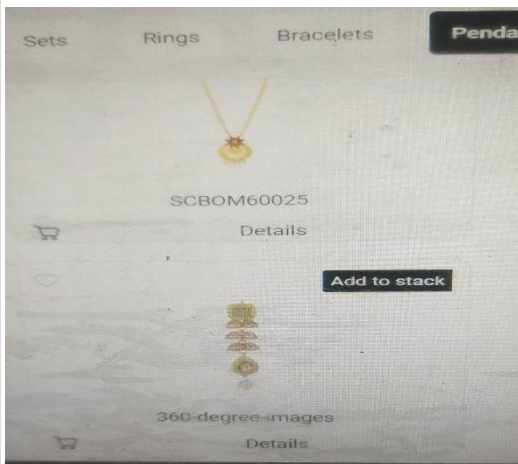 Sets Rings Bracelets Penda
SCBOM60025
Details
Add to stack
360-degree-images
Details